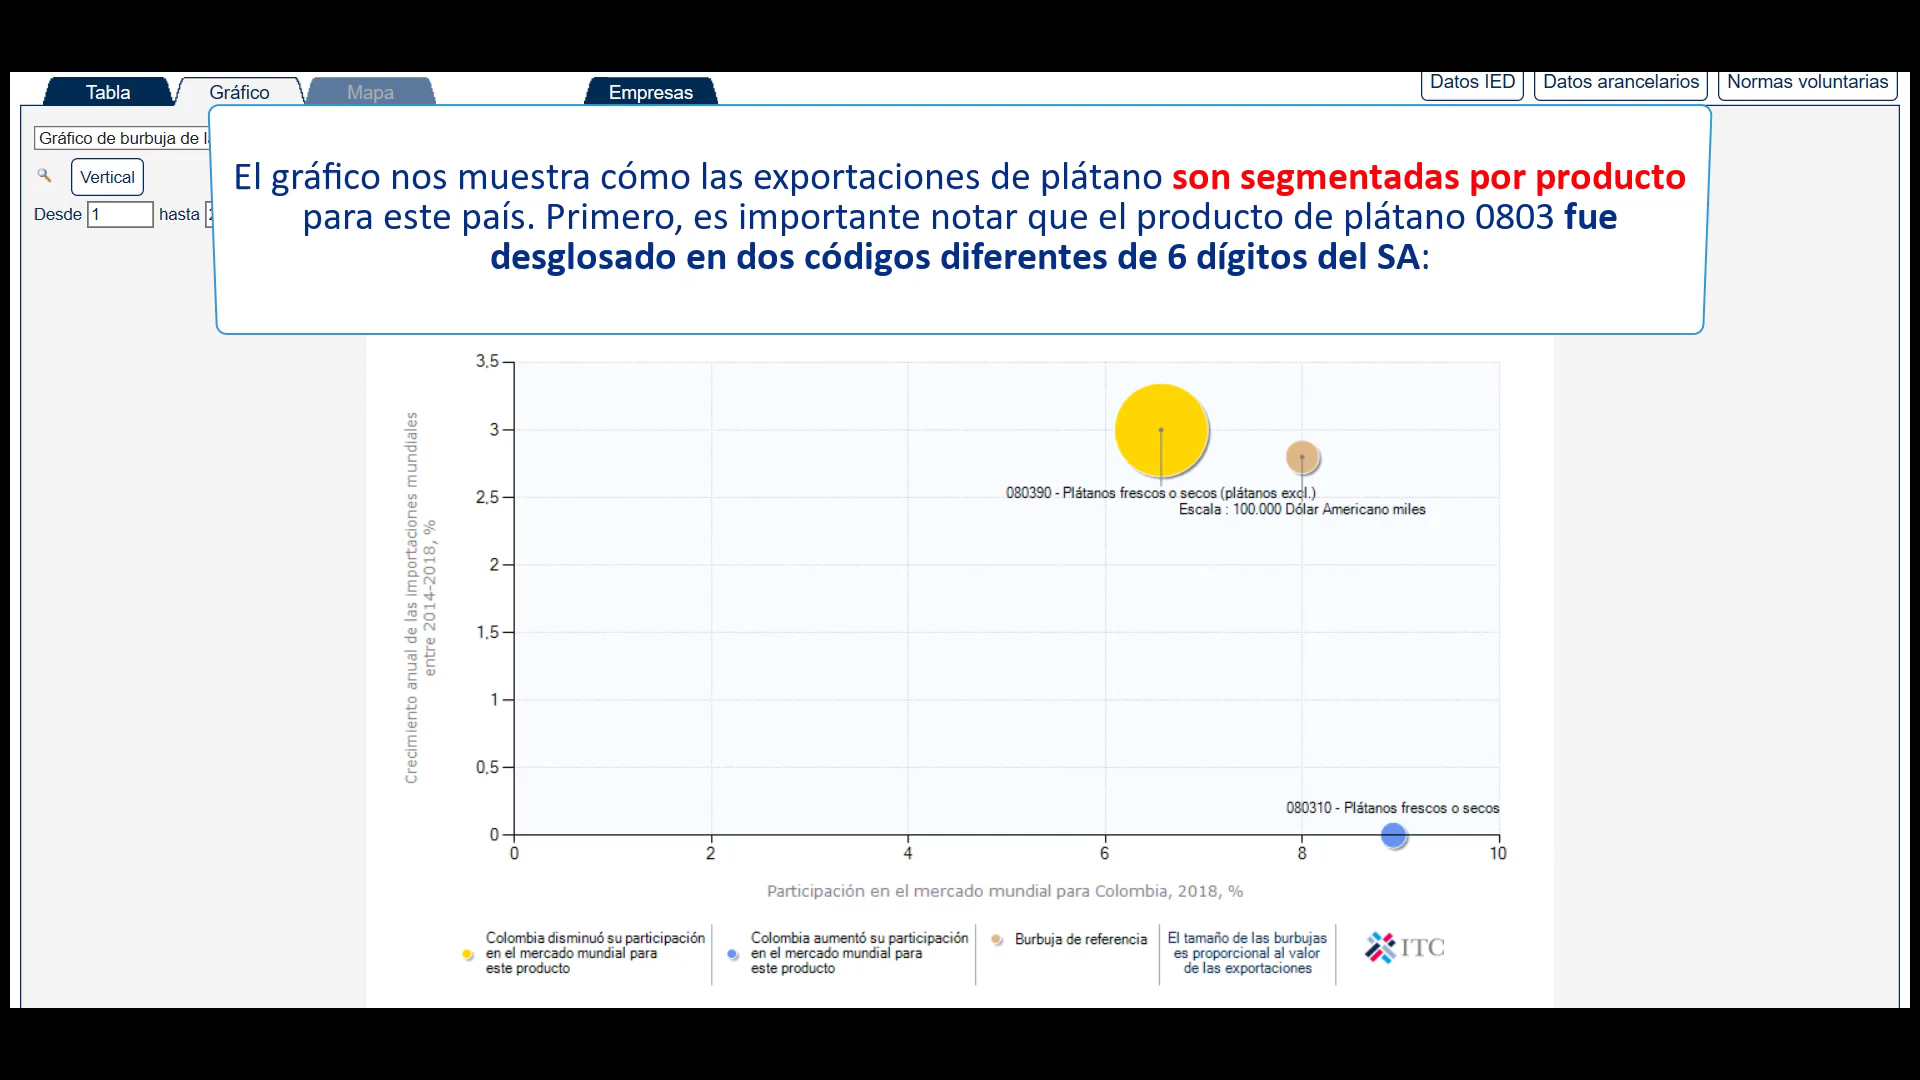 Tabla
Gráfico
Mapa
Empresas
Datos IED
Datos arancelarios
Normas voluntarias
Gráfico de burbuja de
Vertical
Desde 1 hasta
El gráfico nos muestra cómo las exportaciones de plátano son segmentadas por producto
para este país. Primero, es importante notar que el producto de plátano 0803 fue
desglosado en dos códigos diferentes de 6 dígitos del SA:
3,5
3
2,5
2
1,5
1
0,5
0
Crecimiento anual de las importaciones mundiales
entre 2014-2018, %
080390 - Plátanos frescos o secos (plátanos excl.)
Escala : 100.000 Dólar Americano miles
080310 - Plátanos frescos o secos
0 2 4 6 8 10
Participación en el mercado mundial para Colombia, 2018, %
Colombia disminuó su participación
en el mercado mundial para
este producto
Colombia aumentó su participación
en el mercado mundial para
este producto
Burbuja de referencia
El tamaño de las burbujas
es proporcional al valor
de las exportaciones
ITC